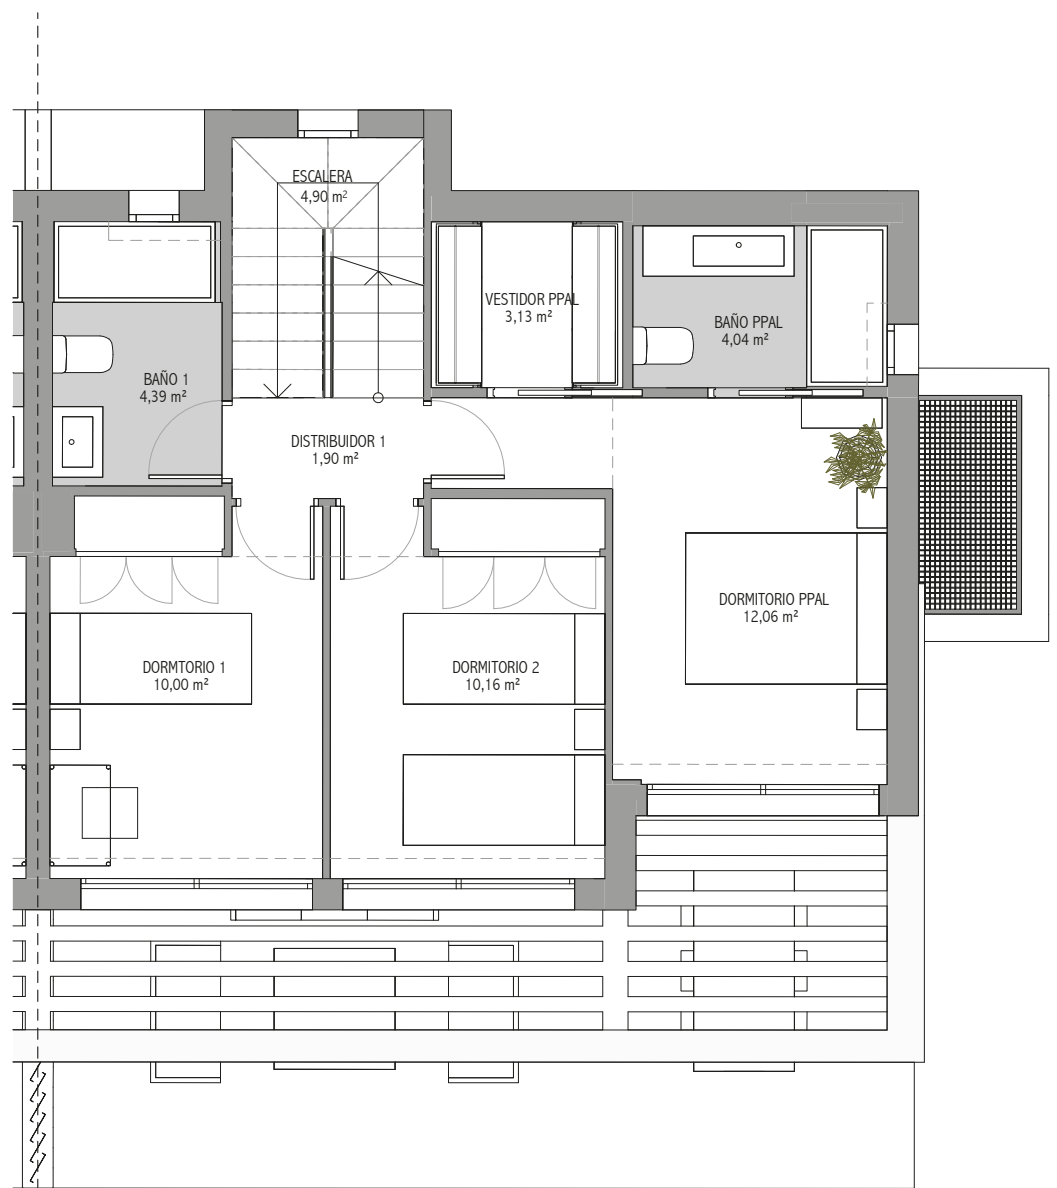 ESCALERA
4,90 m²
VESTIDOR PPAL
3,13 m²
BAÑO PPAL
4,04 m²
BAÑO 1
4,39 m²
DISTRIBUIDOR 1
1,90 m²
DORMITORIO PPAL
12,06 m²
DORMTORIO 1
10,00 m²
DORMITORIO 2
10,16 m²